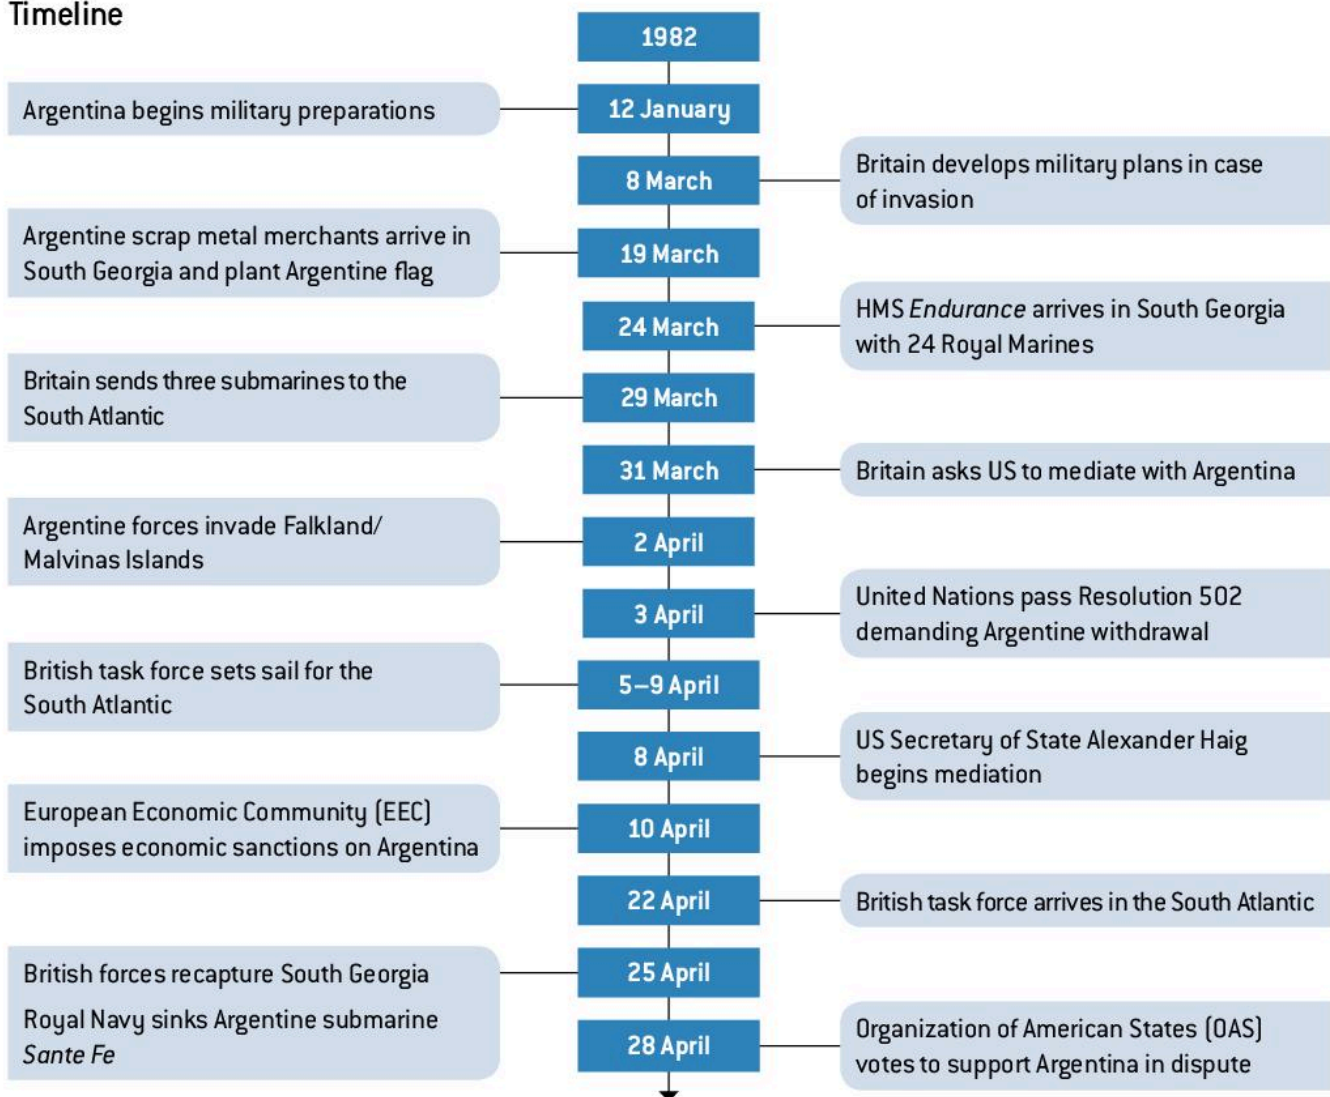 Timeline
1982
Argentina begins military preparations
12 January
8 March
Britain develops military plans in case
of invasion
Argentine scrap metal merchants arrive in
South Georgia and plant Argentine flag
19 March
24 March
HMS Endurance arrives in South Georgia
with 24 Royal Marines
Britain sends three submarines to the
South Atlantic
29 March
31 March
Britain asks US to mediate with Argentina
Argentine forces invade Falkland/
Malvinas Islands
2 April
3 April
United Nations pass Resolution 502
demanding Argentine withdrawal
British task force sets sail for the
South Atlantic
5–9 April
8 April
US Secretary of State Alexander Haig
begins mediation
European Economic Community (EEC)
imposes economic sanctions on Argentina
10 April
22 April
British task force arrives in the South Atlantic
British forces recapture South Georgia
Royal Navy sinks Argentine submarine
Sante Fe
25 April
28 April
Organization of American States (OAS)
votes to support Argentina in dispute